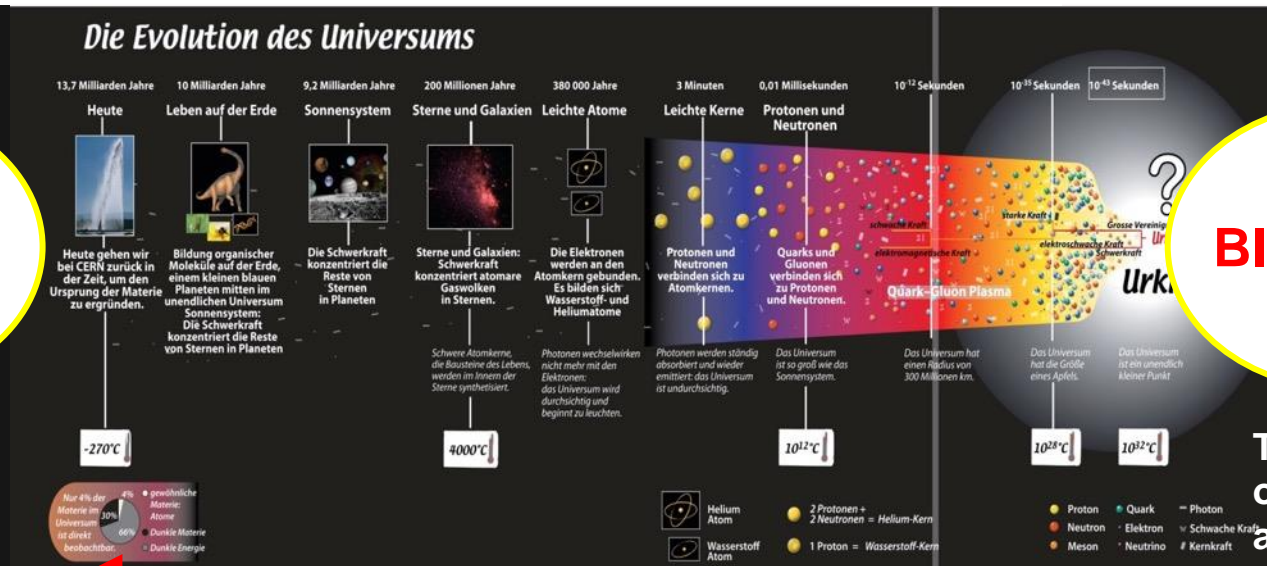 Die Evolution des Universums
13,7 Milliarden Jahre
Heute
Heute gehen wir
bei CERN zurück in
der Zeit, um den
Ursprung der Materie
zu ergründen.
-270°C
10 Milliarden Jahre
Leben auf der Erde
Bildung organischer
Moleküle auf der Erde,
einem kleinen blauen
Planeten mitten im
unendlichen Universum
Sonnensystem:
Die Schwerkraft
konzentriert die Reste
von Sternen in Planeten
9,2 Milliarden Jahre
Sonnensystem
Die Schwerkraft
konzentriert die
Reste von
Sternen
in Planeten
200 Millionen Jahre
Sterne und Galaxien
Sterne und Galaxien:
Schwerkraft
konzentriert atomare
Gaswolken
in Sternen.
Schwere Atomkerne,
die Bausteine des Lebens,
werden im Innern der
Sterne synthetisiert.
4000°C
380 000 Jahre
Leichte Atome
Die Elektronen
werden an den
Atomkern gebunden.
Es bilden sich
Wasserstoff- und
Heliumatome
Photonen wechselwirken
nicht mehr mit den
Elektronen:
das Universum wird
durchsichtig und
beginnt zu leuchten.
3 Minuten
Leichte Kerne
Protonen und
Neutronen
verbinden sich zu
Atomkernen.
Photonen werden ständig
absorbiert und wieder
emittiert: das Universum
ist undurchsichtig.
0,01 Millisekunden
Protonen und
Neutronen
Quarks und
Gluonen
verbinden sich
zu Protonen
und Neutronen.
Das Universum
ist so groß wie das
Sonnensystem.
10¹²°C
10⁻¹² Sekunden
schwache Kraft
elektromagnetische Kraft
Quark–Gluon Plasma
Das Universum hat
einen Radius von
300 Millionen km.
10⁻³⁵ Sekunden
starke Kraft
elektroschwache Kraft
Das Universum
hat die Größe
eines Apfels.
10²⁸°C
10⁻⁴³ Sekunden
?
Grosse Vereinig
Schwerkraft
Urk
Das Universum
ist ein unendlich
kleiner Punkt
10³²°C
BI
T
a
Nur 4% der
Materie im
Universum
ist direkt
beobachtbar.
4%
30%
66%
gewöhnliche
Materie:
Atome
Dunkle Materie
Dunkle Energie
Helium
Atom
Wasserstoff
Atom
2 Protonen +
2 Neutronen = Helium-Kern
1 Proton = Wasserstoff-Kern
Proton
Neutron
Meson
Quark
Elektron
Neutrino
Photon
Schwache Kraft
Kernkraft